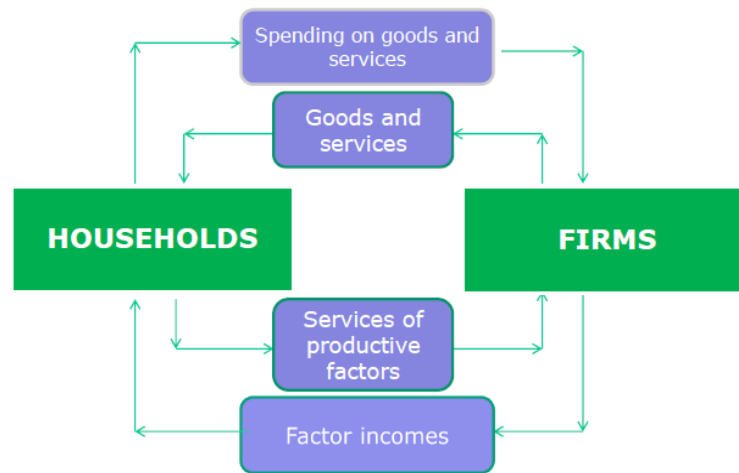 Spending on goods and
services
Goods and
services
HOUSEHOLDS
FIRMS
Services of
productive
factors
Factor incomes